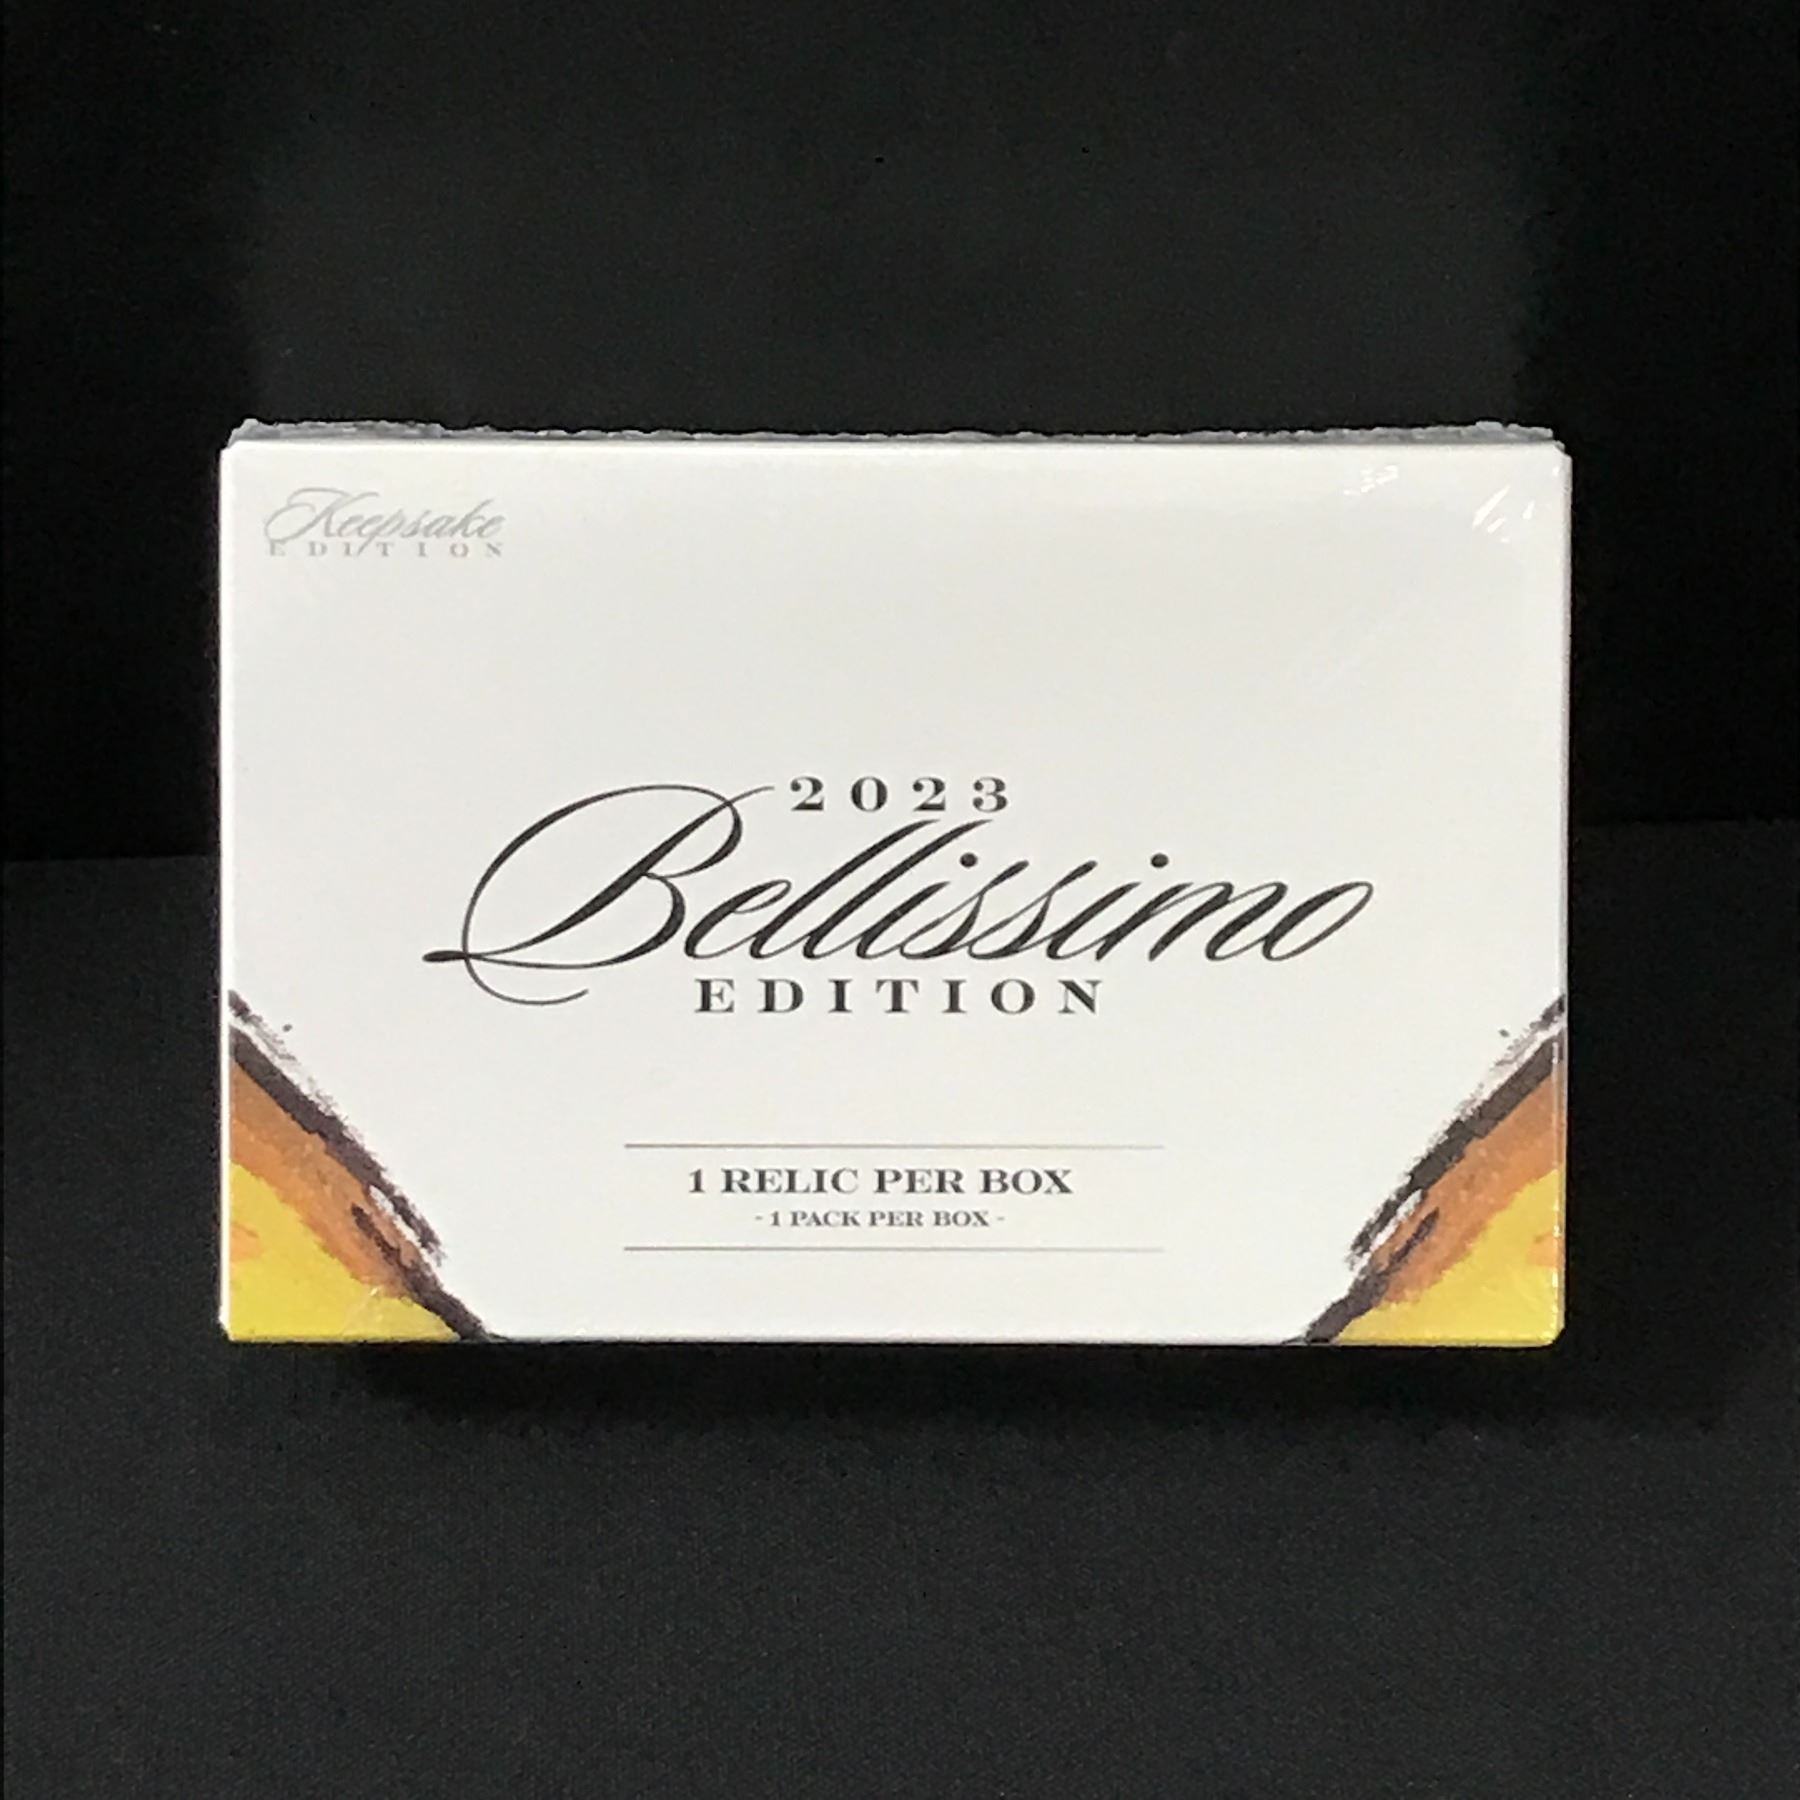 Keepsake
EDITION
2023
Bellissimo
EDITION
1 RELIC PER BOX
- 1 PACK PER BOX -